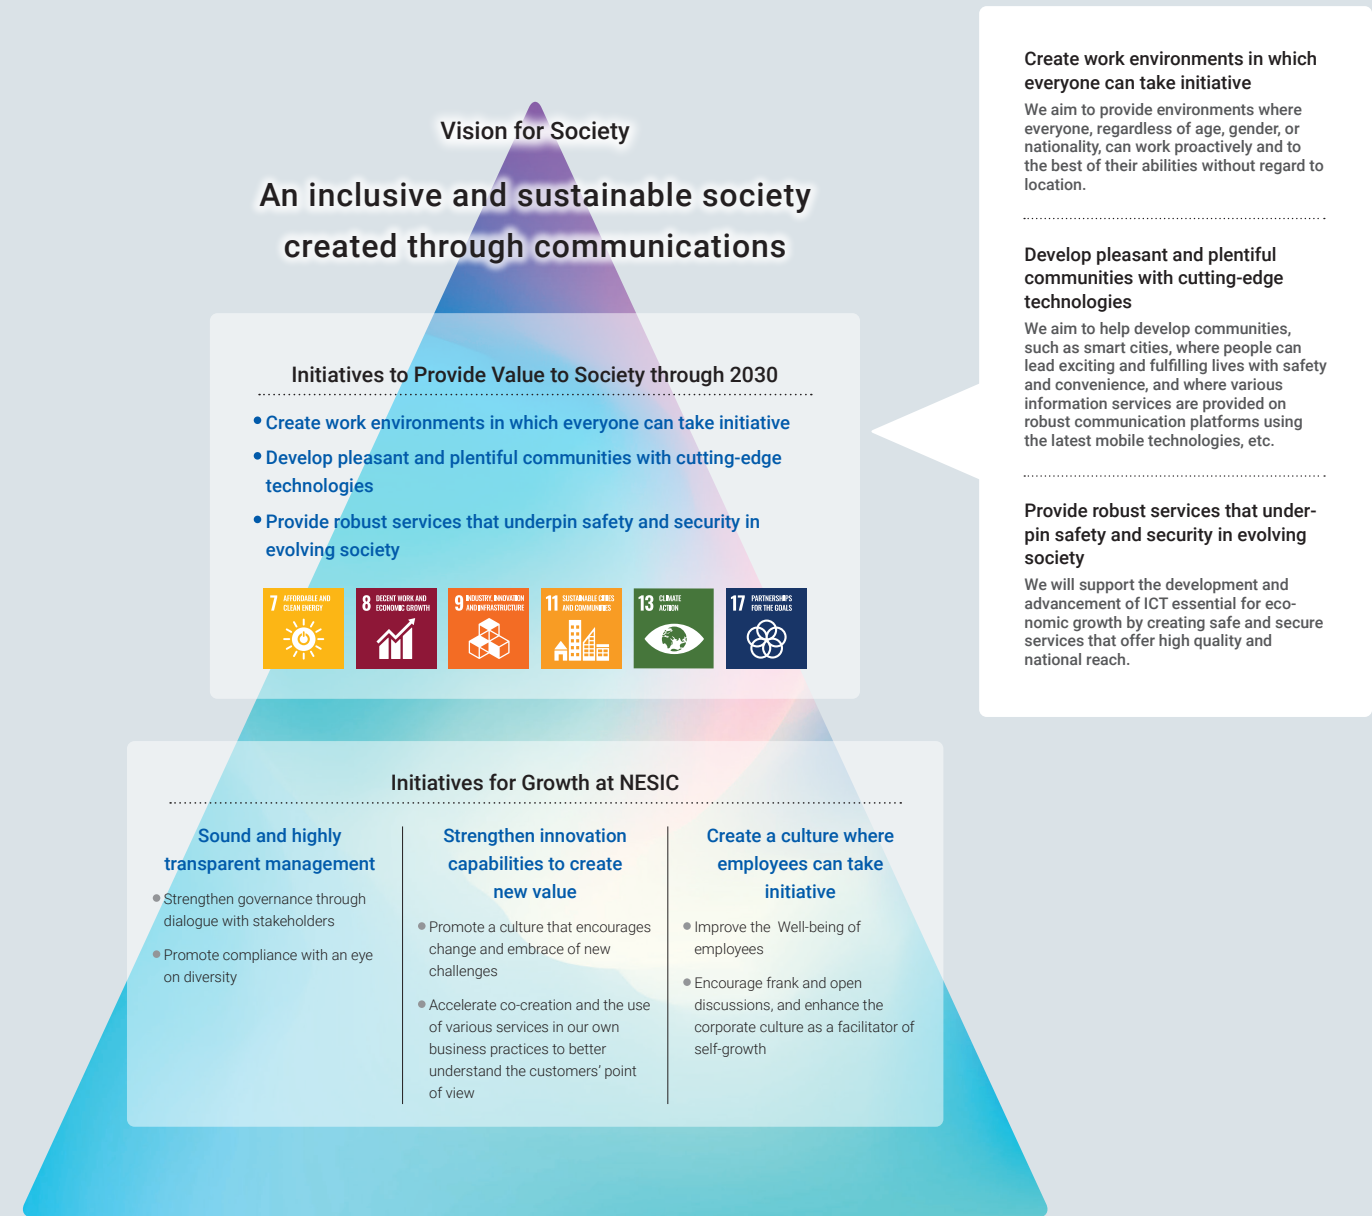 Vision for Society
An inclusive and sustainable society
created through communications
Initiatives to Provide Value to Society through 2030
• Create work environments in which everyone can take initiative
• Develop pleasant and plentiful communities with cutting-edge
technologies
• Provide robust services that underpin safety and security in
evolving society
7 AFFORDABLE AND
CLEAN ENERGY
8 DECENT WORK AND
ECONOMIC GROWTH
9 INDUSTRY, INNOVATION
AND INFRASTRUCTURE
11 SUSTAINABLE CITIES
AND COMMUNITIES
13 CLIMATE
ACTION
17 PARTNERSHIPS
FOR THE GOALS
Create work environments in which
everyone can take initiative
We aim to provide environments where
everyone, regardless of age, gender, or
nationality, can work proactively and to
the best of their abilities without regard to
location.
Develop pleasant and plentiful
communities with cutting-edge
technologies
We aim to help develop communities,
such as smart cities, where people can
lead exciting and fulfilling lives with safety
and convenience, and where various
information services are provided on
robust communication platforms using
the latest mobile technologies, etc.
Provide robust services that under-
pin safety and security in evolving
society
We will support the development and
advancement of ICT essential for eco-
nomic growth by creating safe and secure
services that offer high quality and
national reach.
Initiatives for Growth at NESIC
Sound and highly
transparent management
• Strengthen governance through
dialogue with stakeholders
• Promote compliance with an eye
on diversity
Strengthen innovation
capabilities to create
new value
• Promote a culture that encourages
change and embrace of new
challenges
• Accelerate co-creation and the use
of various services in our own
business practices to better
understand the customers’ point
of view
Create a culture where
employees can take
initiative
• Improve the Well-being of
employees
• Encourage frank and open
discussions, and enhance the
corporate culture as a facilitator of
self-growth